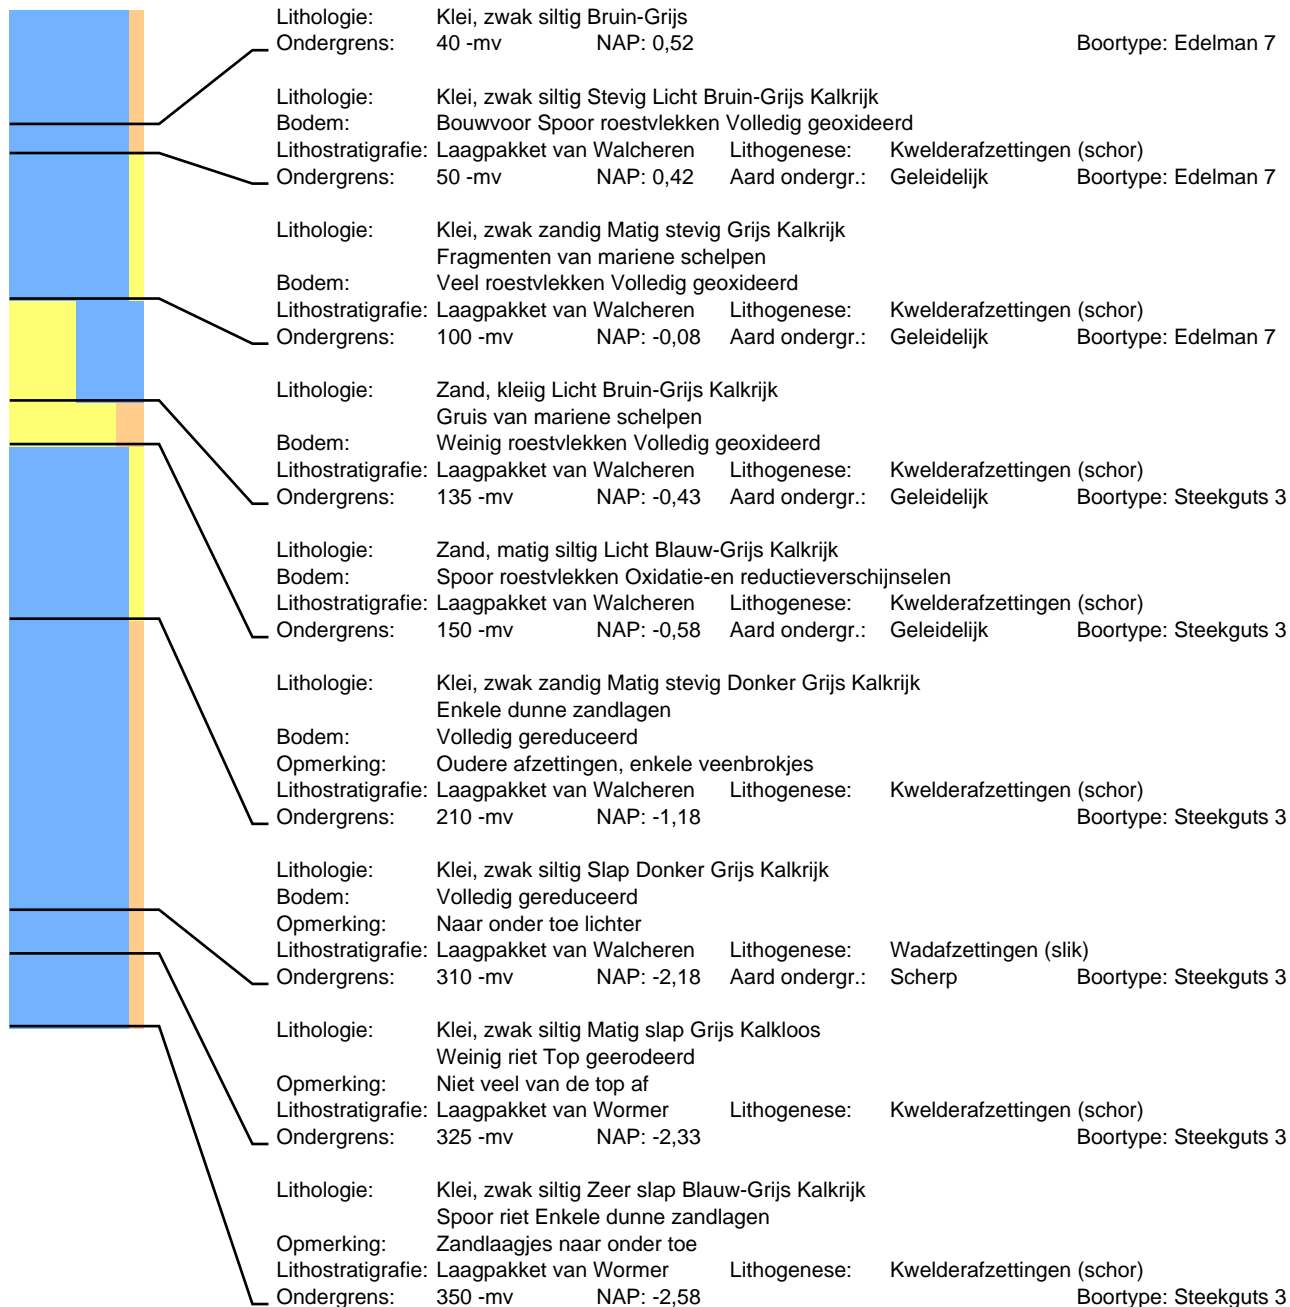 Lithologie: Klei, zwak siltig Bruin-Grijs
Ondergrens: 40 -mv NAP: 0,52 Boortype: Edelman 7
Lithologie: Klei, zwak siltig Stevig Licht Bruin-Grijs Kalkrijk
Bodem: Bouwvoor Spoor roestvlekken Volledig geoxideerd
Lithostratigrafie: Laagpakket van Walcheren Lithogenese: Kwelderafzettingen (schor)
Ondergrens: 50 -mv NAP: 0,42 Aard ondergr.: Geleidelijk Boortype: Edelman 7
Lithologie: Klei, zwak zandig Matig stevig Grijs Kalkrijk
Fragmenten van mariene schelpen
Bodem: Veel roestvlekken Volledig geoxideerd
Lithostratigrafie: Laagpakket van Walcheren Lithogenese: Kwelderafzettingen (schor)
Ondergrens: 100 -mv NAP: -0,08 Aard ondergr.: Geleidelijk Boortype: Edelman 7
Lithologie: Zand, kleiig Licht Bruin-Grijs Kalkrijk
Gruis van mariene schelpen
Bodem: Weinig roestvlekken Volledig geoxideerd
Lithostratigrafie: Laagpakket van Walcheren Lithogenese: Kwelderafzettingen (schor)
Ondergrens: 135 -mv NAP: -0,43 Aard ondergr.: Geleidelijk Boortype: Steekguts 3
Lithologie: Zand, matig siltig Licht Blauw-Grijs Kalkrijk
Bodem: Spoor roestvlekken Oxidatie-en reductieverschijnselen
Lithostratigrafie: Laagpakket van Walcheren Lithogenese: Kwelderafzettingen (schor)
Ondergrens: 150 -mv NAP: -0,58 Aard ondergr.: Geleidelijk Boortype: Steekguts 3
Lithologie: Klei, zwak zandig Matig stevig Donker Grijs Kalkrijk
Enkele dunne zandlagen
Bodem: Volledig gereduceerd
Opmerking: Oudere afzettingen, enkele veenbrokjes
Lithostratigrafie: Laagpakket van Walcheren Lithogenese: Kwelderafzettingen (schor)
Ondergrens: 210 -mv NAP: -1,18 Boortype: Steekguts 3
Lithologie: Klei, zwak siltig Slap Donker Grijs Kalkrijk
Bodem: Volledig gereduceerd
Opmerking: Naar onder toe lichter
Lithostratigrafie: Laagpakket van Walcheren Lithogenese: Wadafzettingen (slik)
Ondergrens: 310 -mv NAP: -2,18 Aard ondergr.: Scherp Boortype: Steekguts 3
Lithologie: Klei, zwak siltig Matig slap Grijs Kalkloos
Weinig riet Top geerodeerd
Opmerking: Niet veel van de top af
Lithostratigrafie: Laagpakket van Wormer Lithogenese: Kwelderafzettingen (schor)
Ondergrens: 325 -mv NAP: -2,33 Boortype: Steekguts 3
Lithologie: Klei, zwak siltig Zeer slap Blauw-Grijs Kalkrijk
Spoor riet Enkele dunne zandlagen
Opmerking: Zandlaagjes naar onder toe
Lithostratigrafie: Laagpakket van Wormer Lithogenese: Kwelderafzettingen (schor)
Ondergrens: 350 -mv NAP: -2,58 Boortype: Steekguts 3